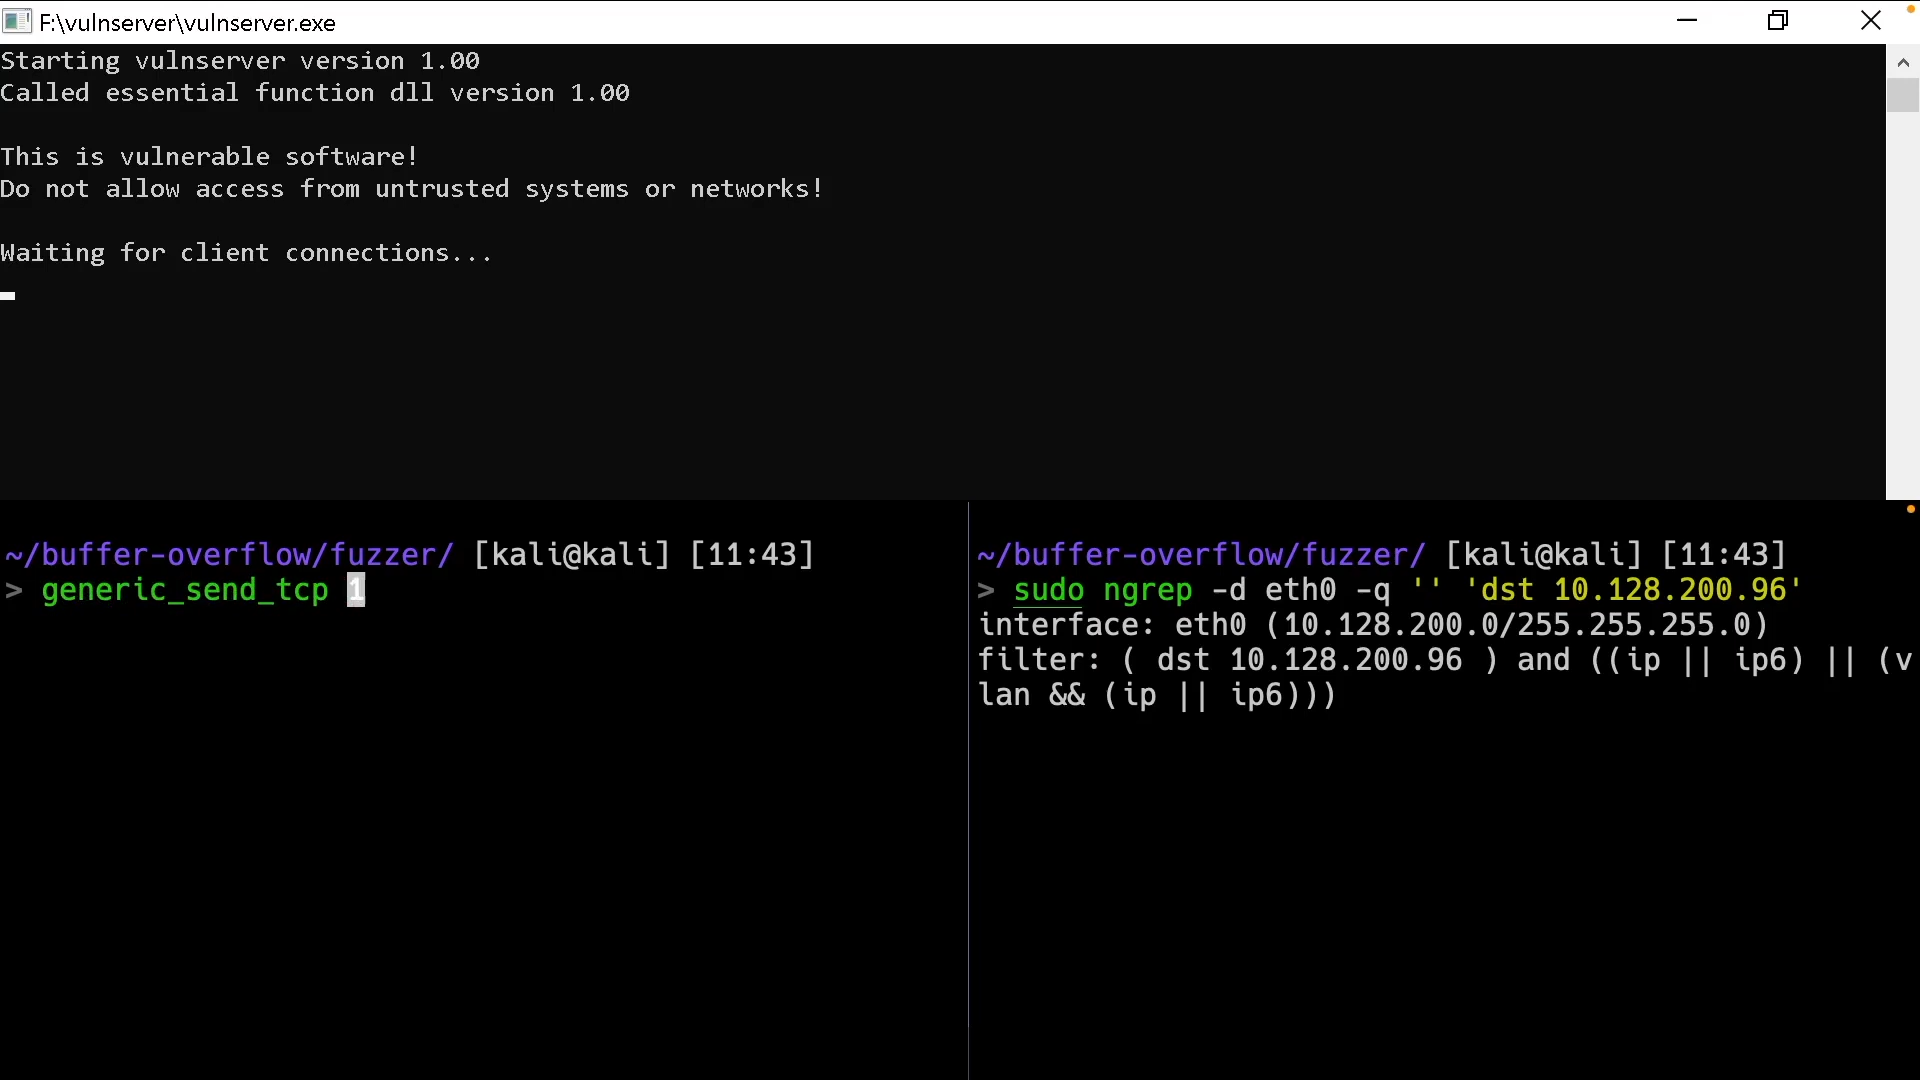 F:\vulnserver\vulnserver.exe
Starting vulnserver version 1.00
Called essential function dll version 1.00
This is vulnerable software!
Do not allow access from untrusted systems or networks!
Waiting for client connections...
~/buffer-overflow/fuzzer/ [kali@kali] [11:43]
> generic_send_tcp 1
~/buffer-overflow/fuzzer/ [kali@kali] [11:43]
> sudo ngrep -d eth0 -q '' 'dst 10.128.200.96'
interface: eth0 (10.128.200.0/255.255.255.0)
filter: ( dst 10.128.200.96 ) and ((ip || ip6) || (v
lan && (ip || ip6)))